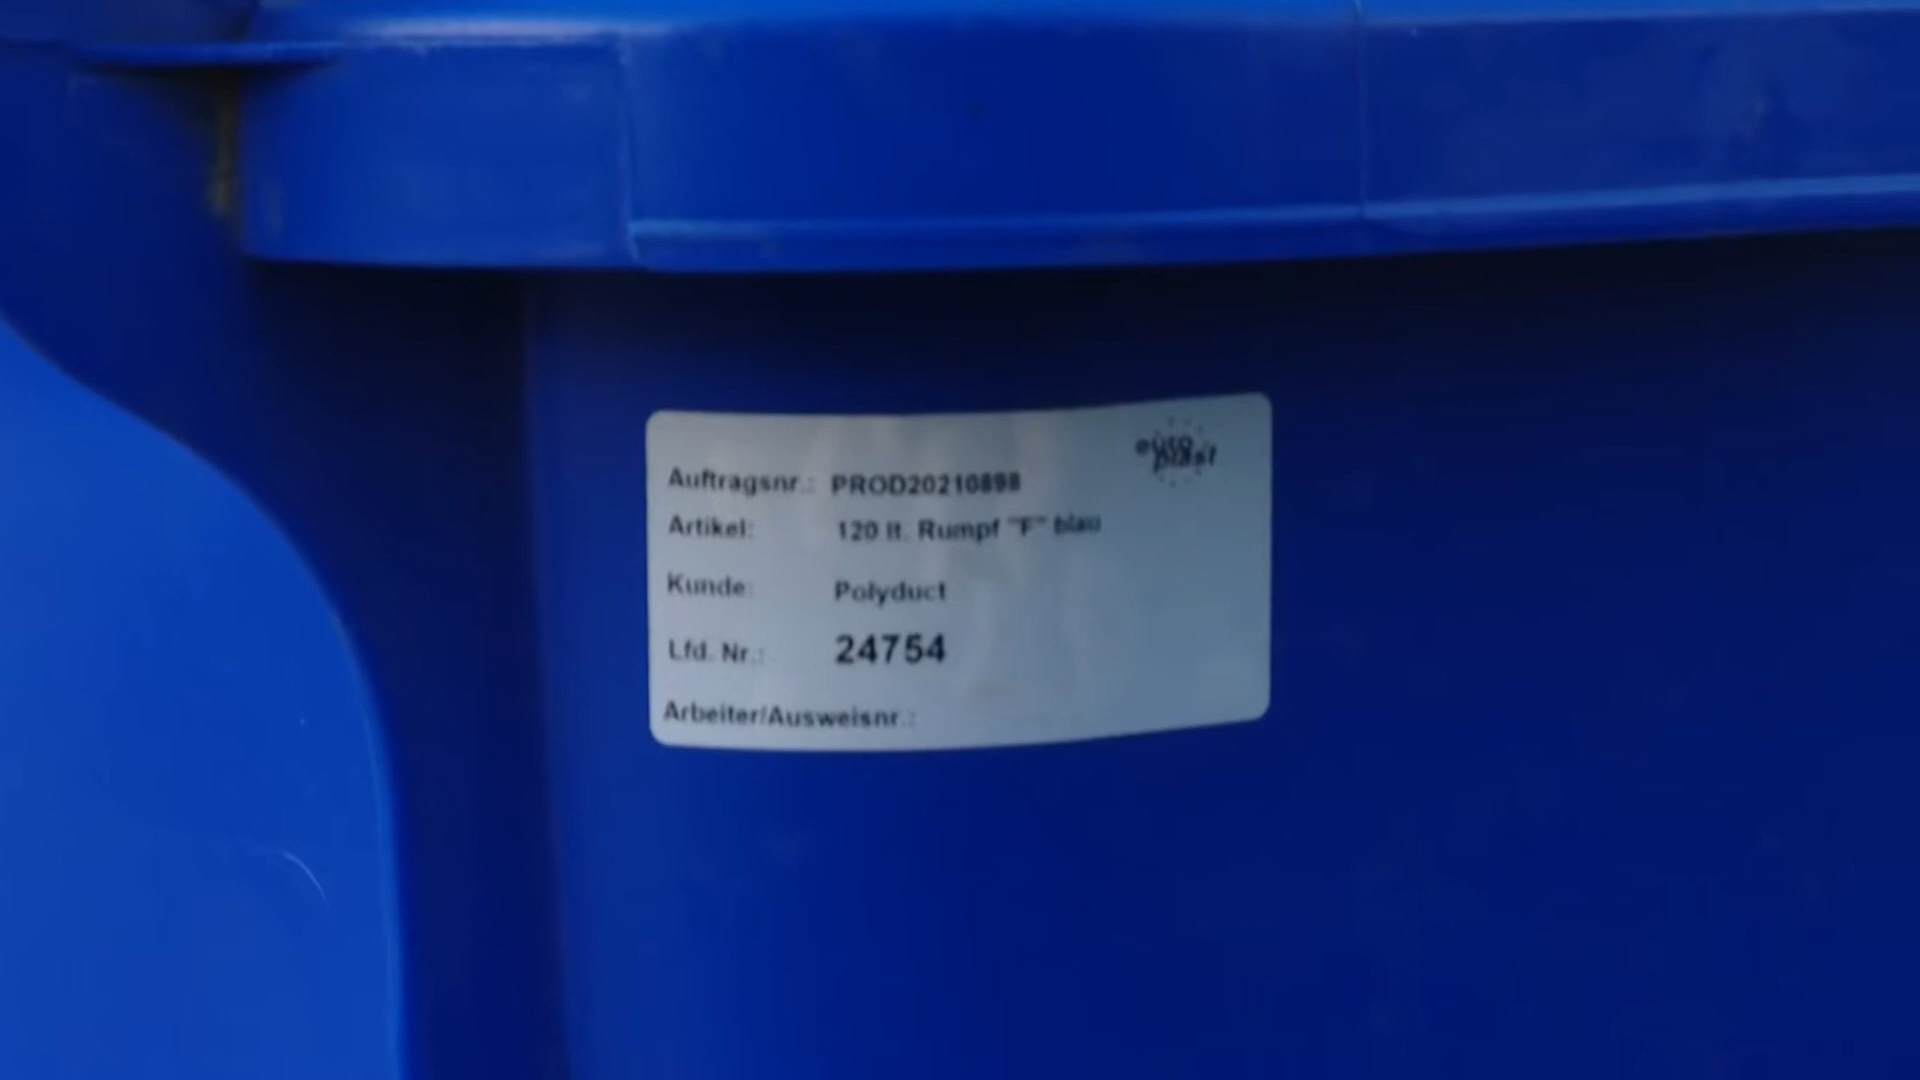 euro
plast
Auftragsnr.: PROD20210898
Artikel: 120 lt. Rumpf "F" blau
Kunde: Polyduct
Lfd. Nr.: 24754
Arbeiter/Ausweisnr.: